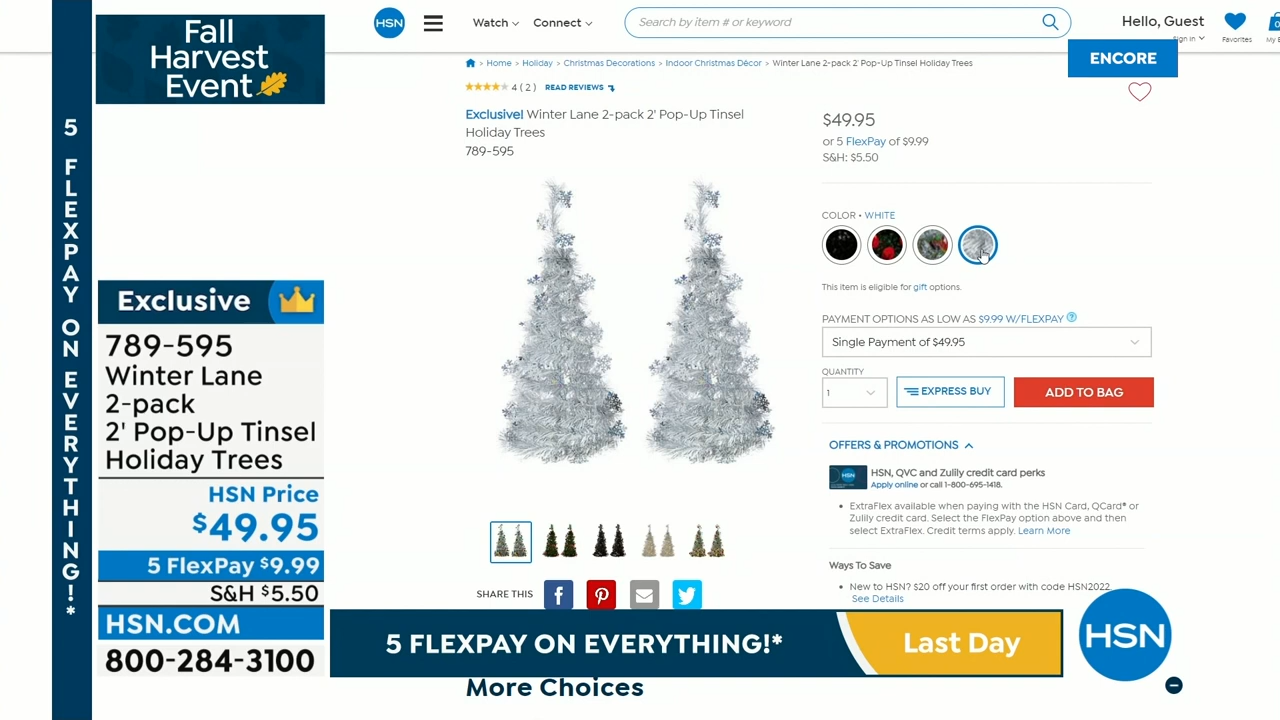 Fall
Harvest
Event
5 FLEXPAY ON EVERYTHING!*
Exclusive
789-595
Winter Lane
2-pack
2' Pop-Up Tinsel
Holiday Trees
HSN Price
$49.95
5 FlexPay $9.99
S&H $5.50
HSN.COM
800-284-3100
HSN
Watch
Connect
Search by item # or keyword
Hello, Guest
Sign In
Favorites
My
0
ENCORE
> Home > Holiday > Christmas Decorations > Indoor Christmas Décor > Winter Lane 2-pack 2' Pop-Up Tinsel Holiday Trees
4 ( 2 ) READ REVIEWS
Exclusive! Winter Lane 2-pack 2' Pop-Up Tinsel
Holiday Trees
789-595
$49.95
or 5 FlexPay of $9.99
S&H: $5.50
COLOR • WHITE
This item is eligible for gift options.
PAYMENT OPTIONS AS LOW AS $9.99 W/FLEXPAY ?
Single Payment of $49.95
QUANTITY
1
EXPRESS BUY
ADD TO BAG
OFFERS & PROMOTIONS
HSN
HSN, QVC and Zulily credit card perks
Apply online or call 1-800-695-1418.
• ExtraFlex available when paying with the HSN Card, QCard® or
Zulily credit card. Select the FlexPay option above and then
select ExtraFlex. Credit terms apply. Learn More
Ways To Save
• New to HSN? $20 off your first order with code HSN2022.
See Details
SHARE THIS
5 FLEXPAY ON EVERYTHING!*
Last Day
HSN
More Choices